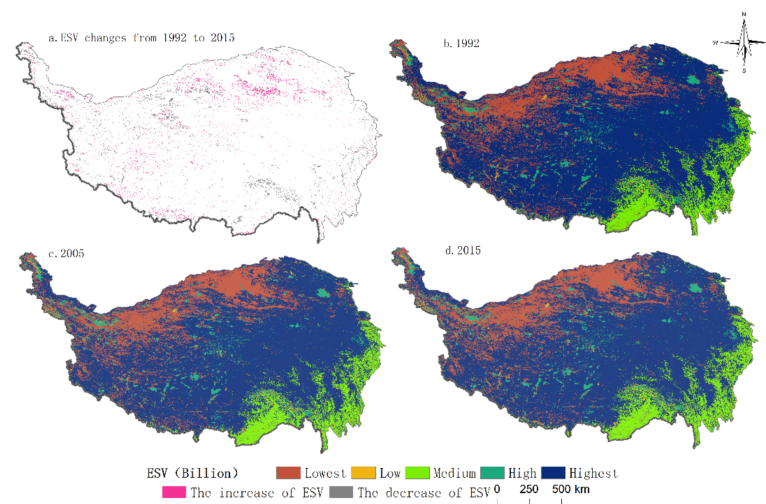 a.ESV changes from 1992 to 2015
b.1992
N
W
E
S
c.2005
d.2015
ESV (Billion) Lowest Low Medium High Highest
The increase of ESV The decrease of ESV
0 250 500 km